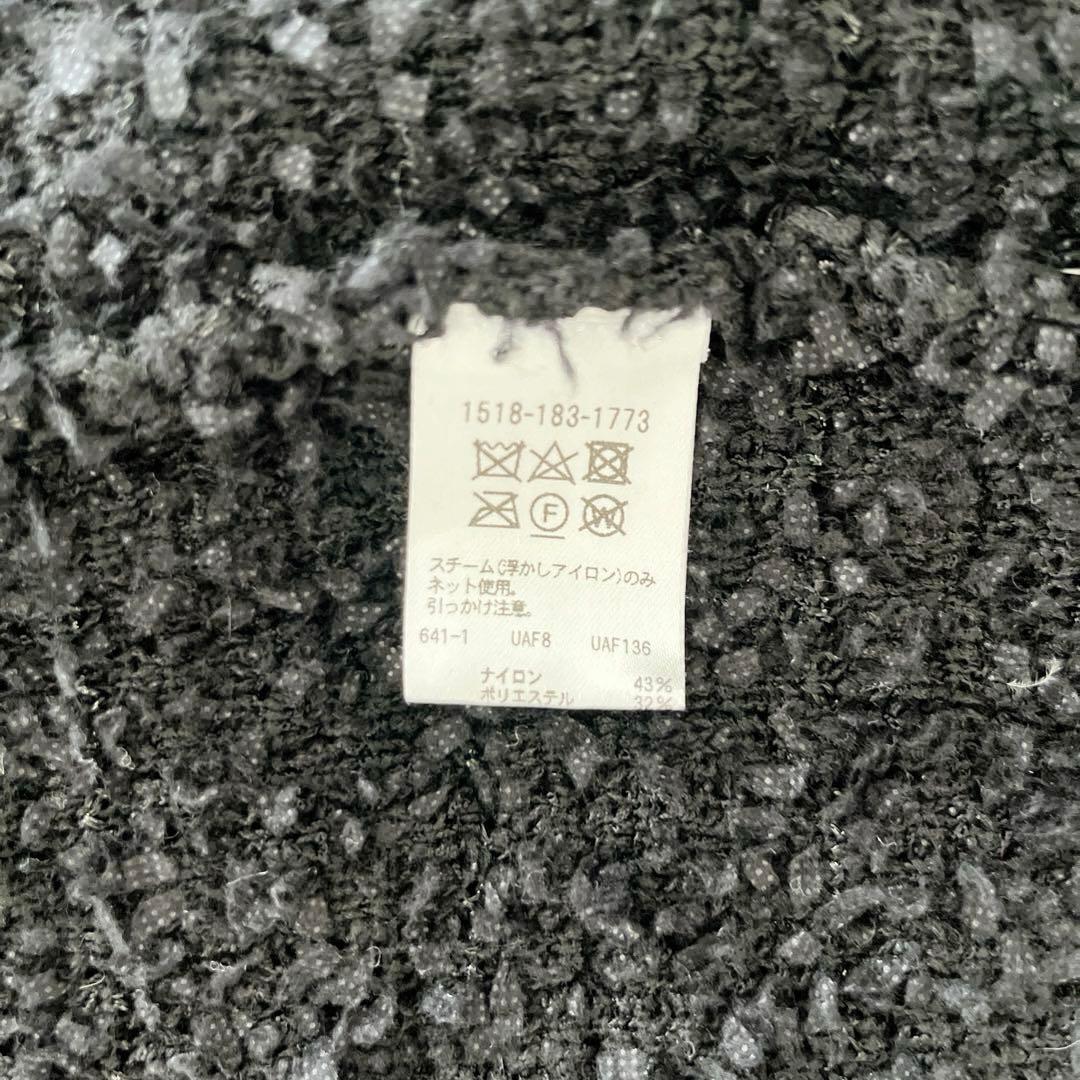 1518-183-1773
F
W
スチーム(浮かしアイロン)のみ
ネット使用。
引っかけ注意。
641-1 UAF8 UAF136
ナイロン 43%
ポリエステル 32%